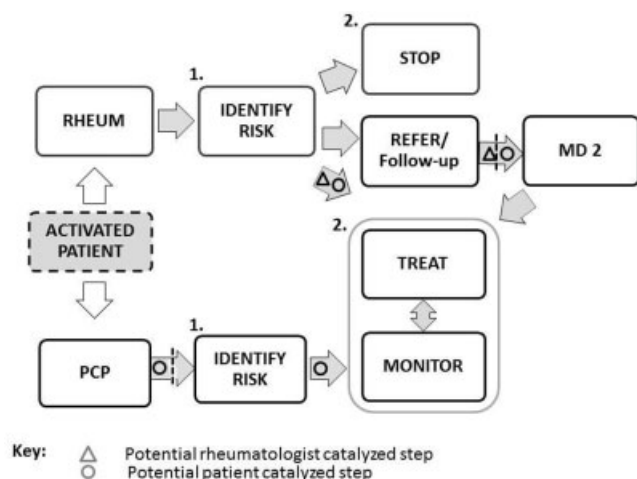 2.
STOP
1.
RHEUM
IDENTIFY
RISK
REFER/
Follow-up
MD 2
ACTIVATED
PATIENT
2.
TREAT
1.
PCP
IDENTIFY
RISK
MONITOR
Key:
Potential rheumatologist catalyzed step
Potential patient catalyzed step